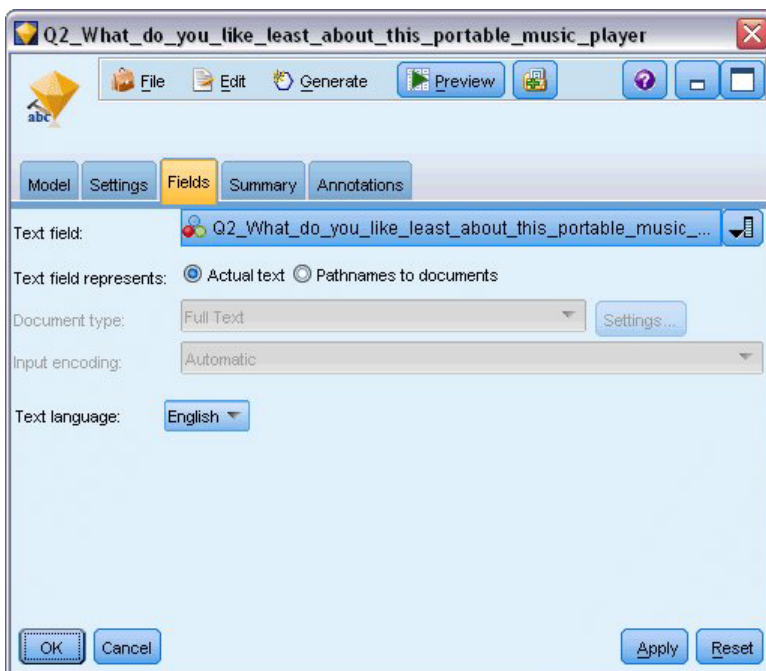 Q2_What_do_you_like_least_about_this_portable_music_player
abc
File Edit Generate Preview
Model Settings Fields Summary Annotations
Text field: Q2_What_do_you_like_least_about_this_portable_music_...
Text field represents: Actual text Pathnames to documents
Document type: Full Text Settings...
Input encoding: Automatic
Text language: English
OK Cancel Apply Reset